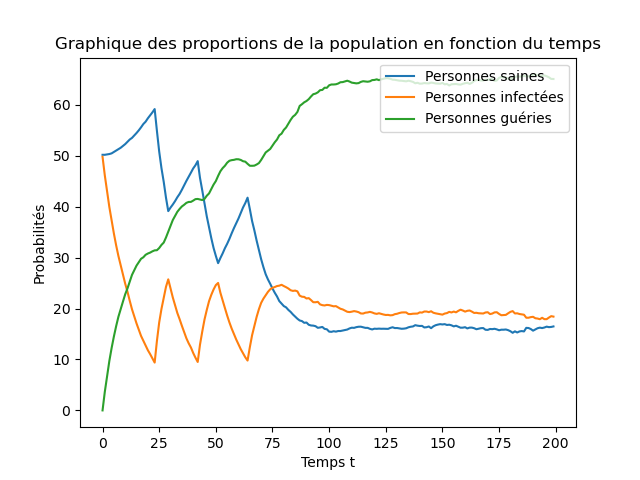 Graphique des proportions de la population en fonction du temps
Personnes saines
Personnes infectées
Personnes guéries
Probabilités
60
50
40
30
20
10
0
0 25 50 75 100 125 150 175 200
Temps t